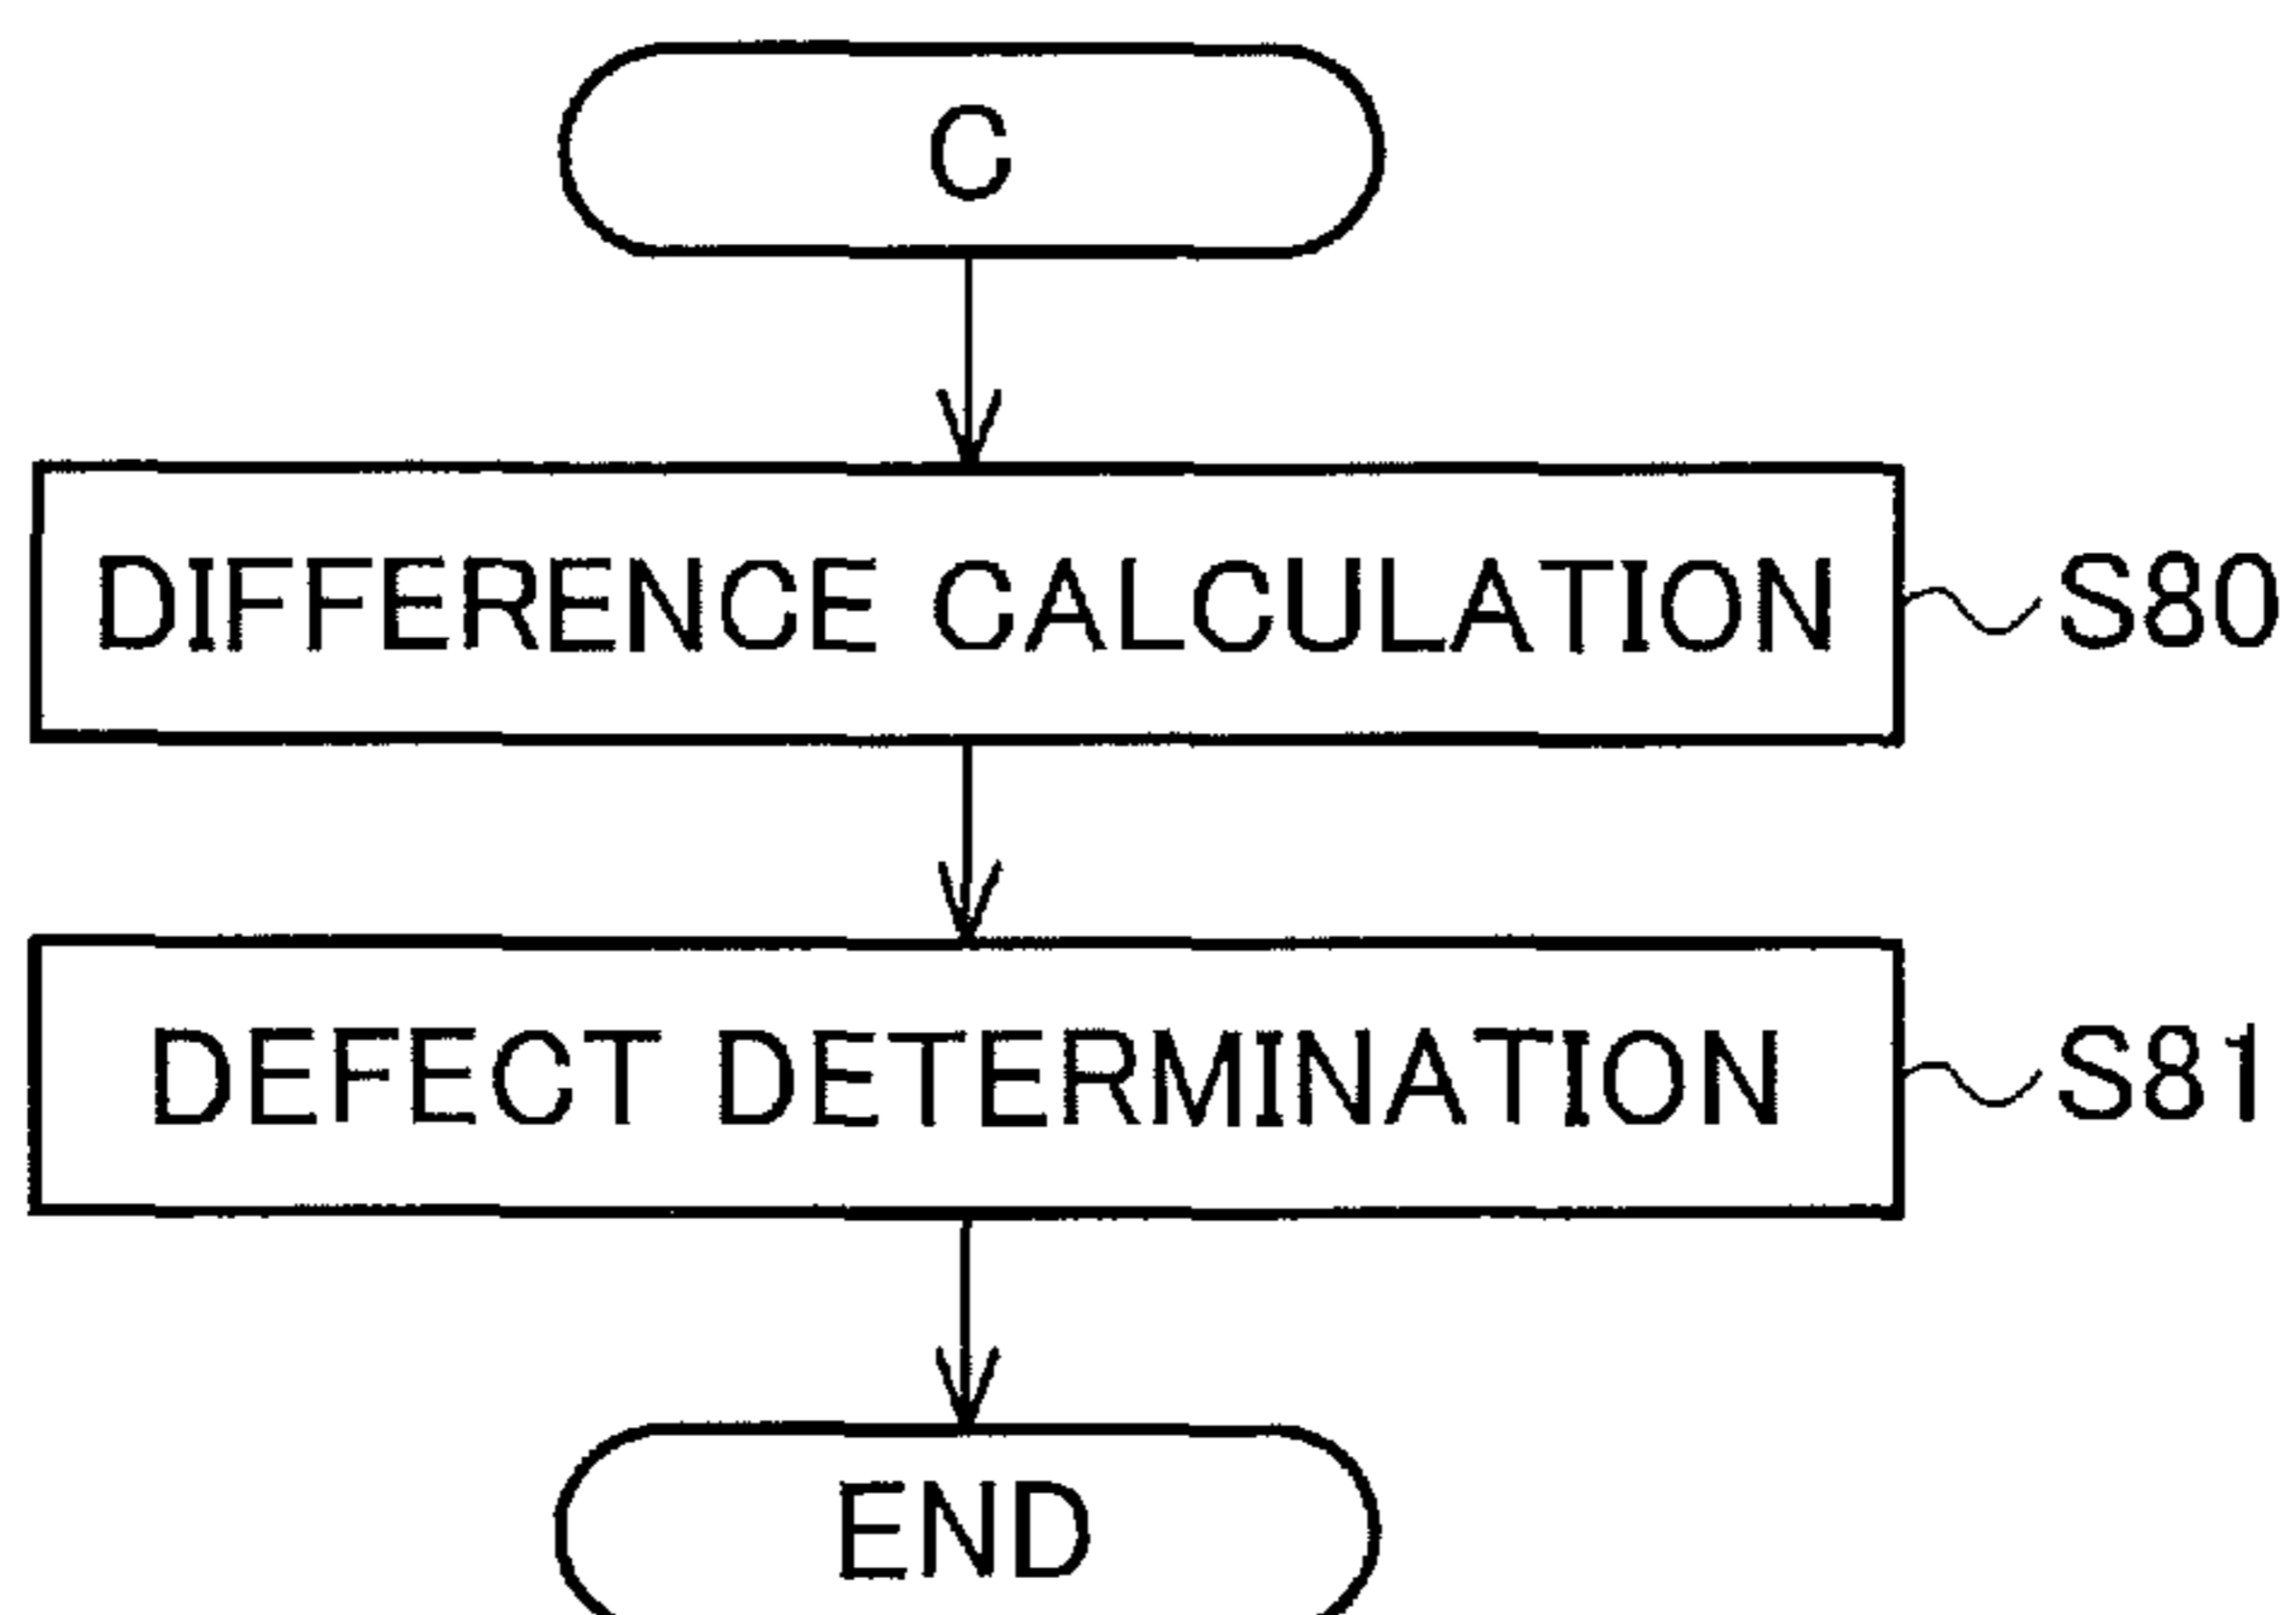 C
DIFFERENCE CALCULATION S80
DEFECT DETERMINATION S81
END